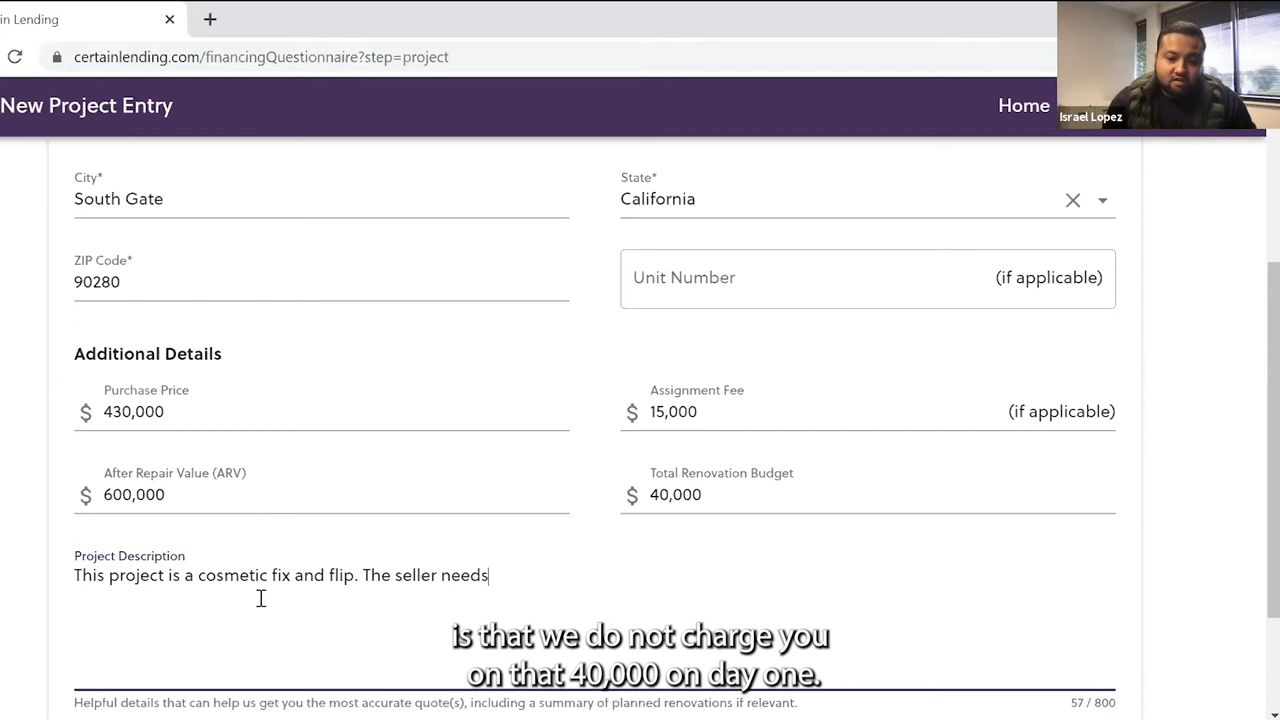 in Lending
certainlending.com/financingQuestionnaire?step=project
New Project Entry
Home
Israel Lopez
City*
South Gate
State*
California
ZIP Code*
90280
Unit Number
(if applicable)
Additional Details
Purchase Price
$ 430,000
Assignment Fee
$ 15,000
(if applicable)
After Repair Value (ARV)
$ 600,000
Total Renovation Budget
$ 40,000
Project Description
This project is a cosmetic fix and flip. The seller needs
is that we do not charge you
on that 40,000 on day one.
Helpful details that can help us get you the most accurate quote(s), including a summary of planned renovations if relevant.
57 / 800